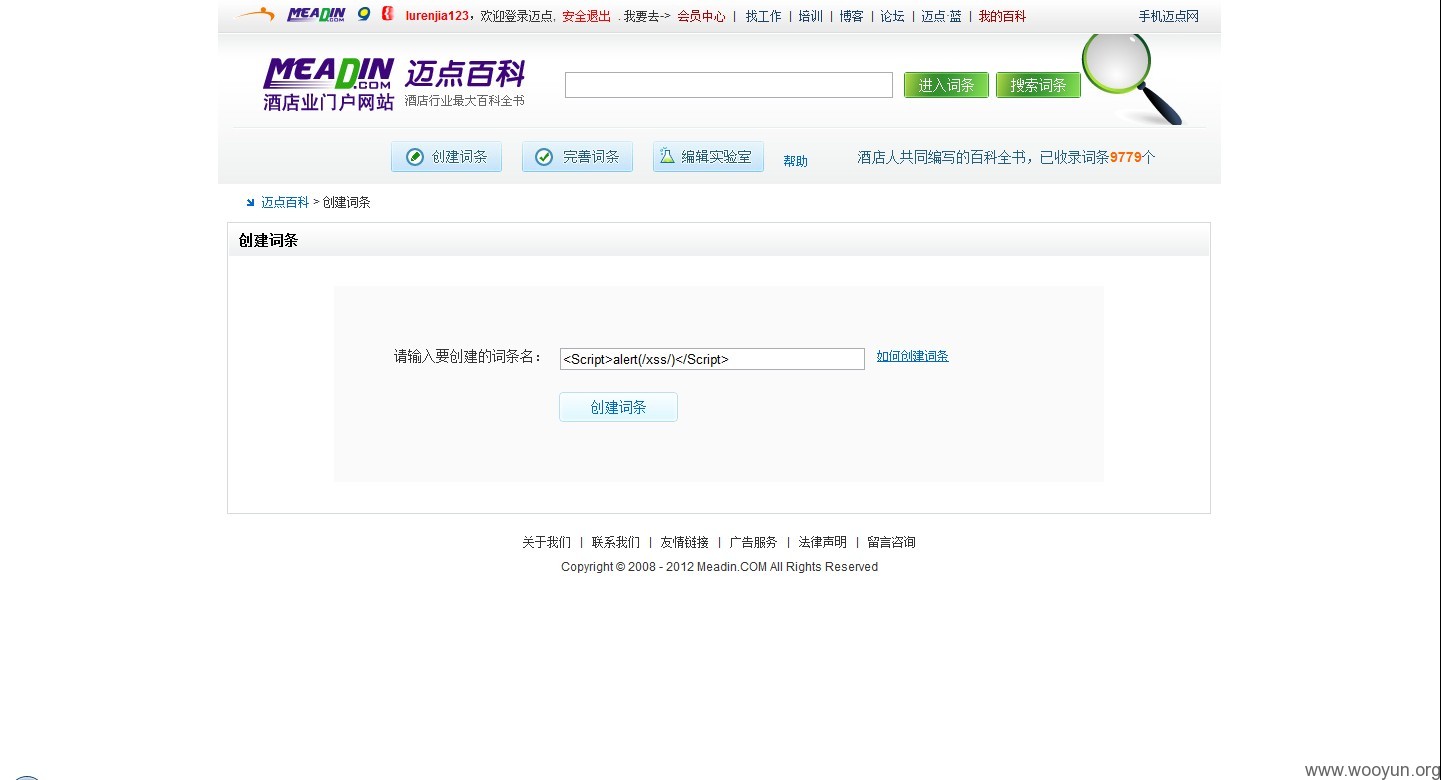 MEADIN.COM lurenjia123，欢迎登录迈点, 安全退出 . 我要去-> 会员中心 | 找工作 | 培训 | 博客 | 论坛 | 迈点·蓝 | 我的百科 手机迈点网
MEADIN.COM 迈点百科
酒店业门户网站 酒店行业最大百科全书
进入词条 搜索词条
创建词条 完善词条 编辑实验室 帮助 酒店人共同编写的百科全书，已收录词条9779个
迈点百科 > 创建词条
创建词条
请输入要创建的词条名： <Script>alert(/xss/)</Script> 如何创建词条
创建词条
关于我们 | 联系我们 | 友情链接 | 广告服务 | 法律声明 | 留言咨询
Copyright © 2008 - 2012 Meadin.COM All Rights Reserved
www.wooyun.org